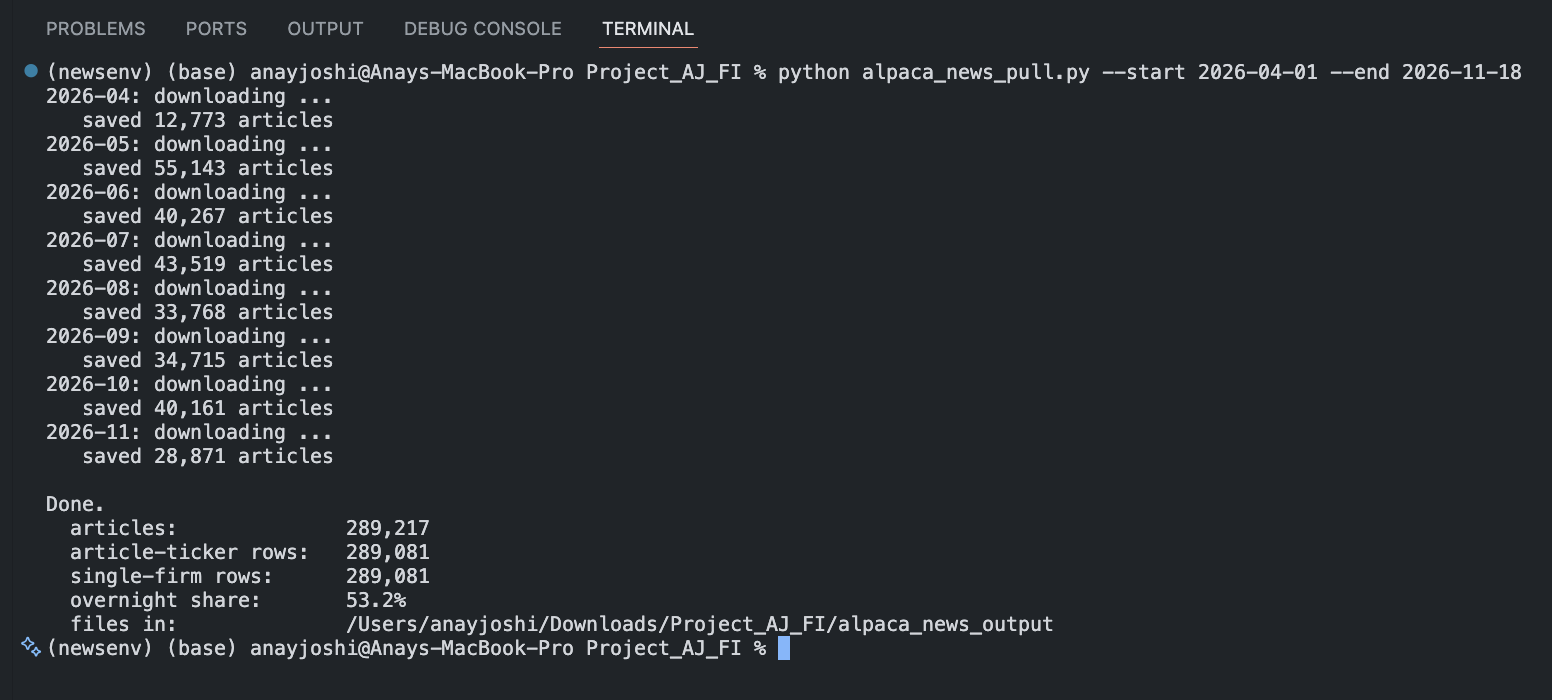 PROBLEMS PORTS OUTPUT DEBUG CONSOLE TERMINAL
(newsenv) (base) anayjoshi@Anays-MacBook-Pro Project_AJ_FI % python alpaca_news_pull.py --start 2026-04-01 --end 2026-11-18
2026-04: downloading ...
   saved 12,773 articles
2026-05: downloading ...
   saved 55,143 articles
2026-06: downloading ...
   saved 40,267 articles
2026-07: downloading ...
   saved 43,519 articles
2026-08: downloading ...
   saved 33,768 articles
2026-09: downloading ...
   saved 34,715 articles
2026-10: downloading ...
   saved 40,161 articles
2026-11: downloading ...
   saved 28,871 articles
Done.
  articles:              289,217
  article-ticker rows:   289,081
  single-firm rows:      289,081
  overnight share:       53.2%
  files in:              /Users/anayjoshi/Downloads/Project_AJ_FI/alpaca_news_output
(newsenv) (base) anayjoshi@Anays-MacBook-Pro Project_AJ_FI %